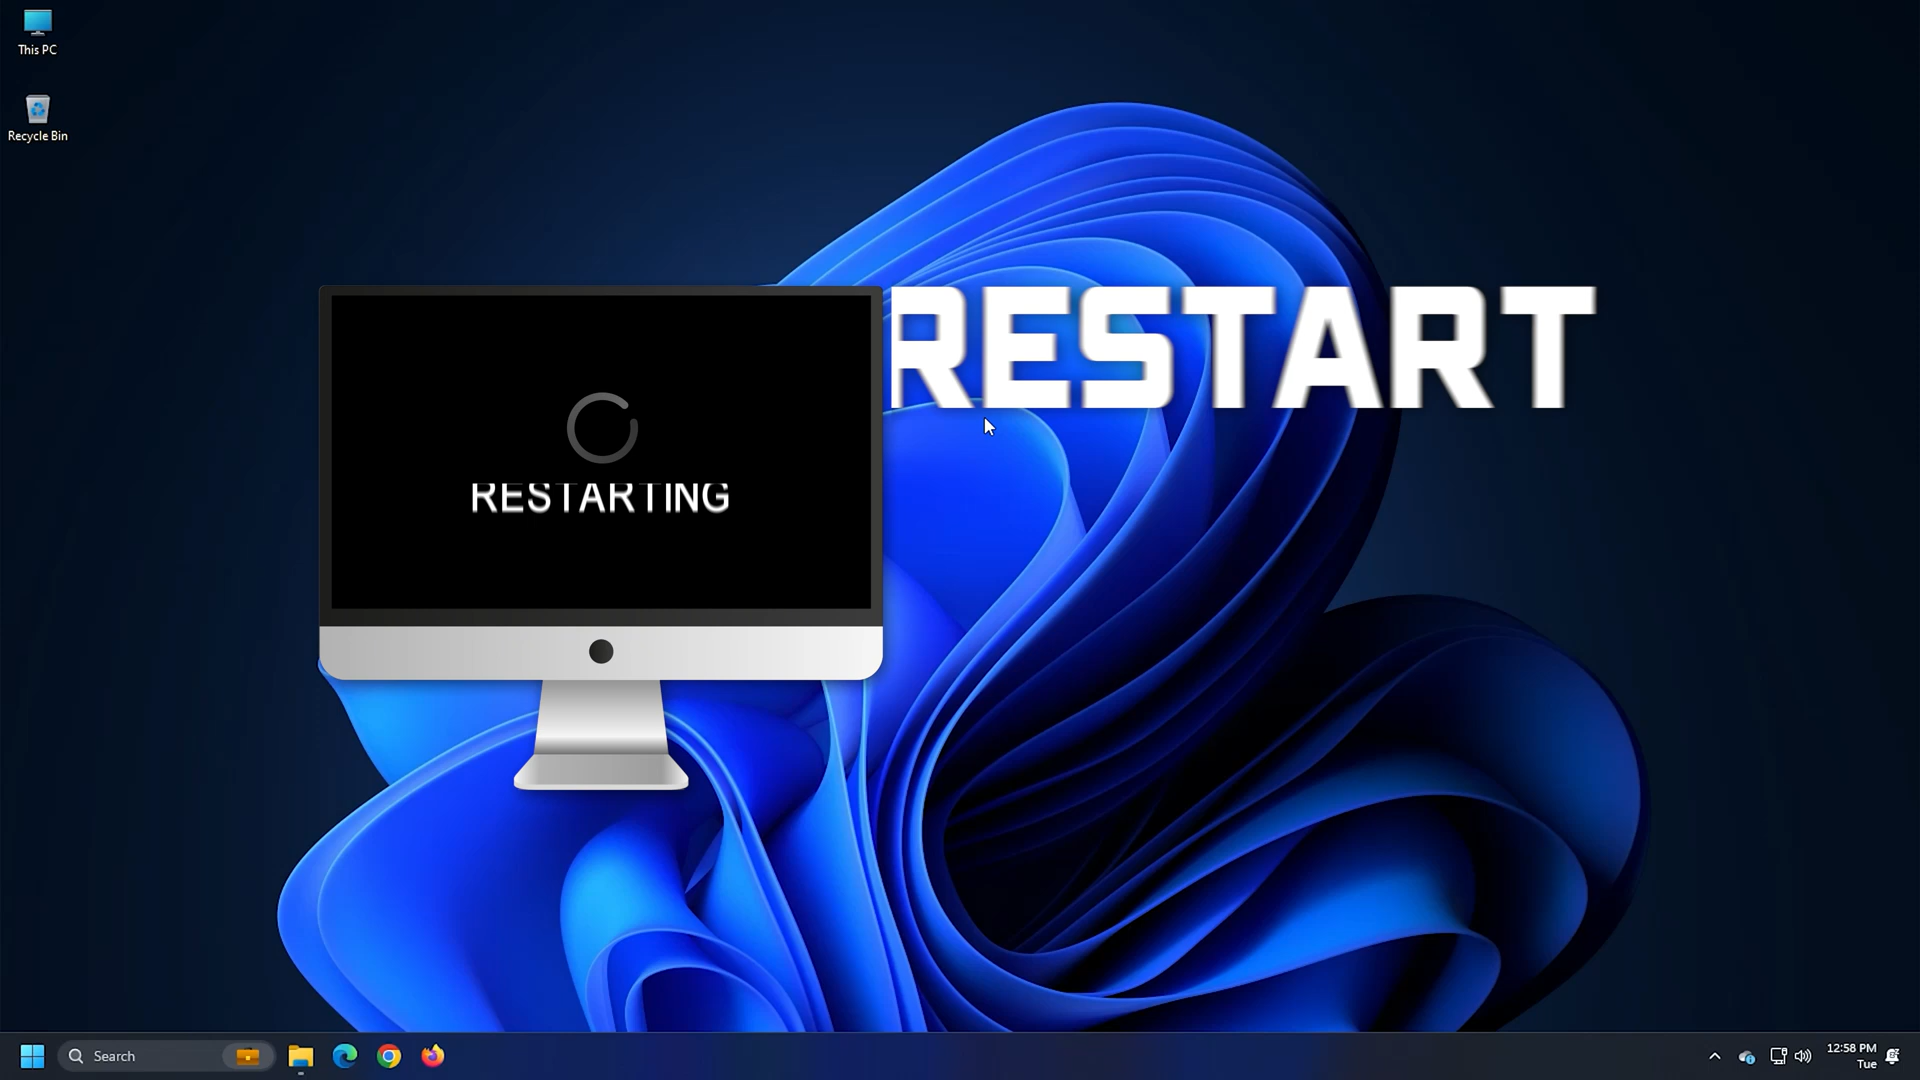 This PC
Recycle Bin
RESTART
RESTARTING
Search
12:58 PM
Tue